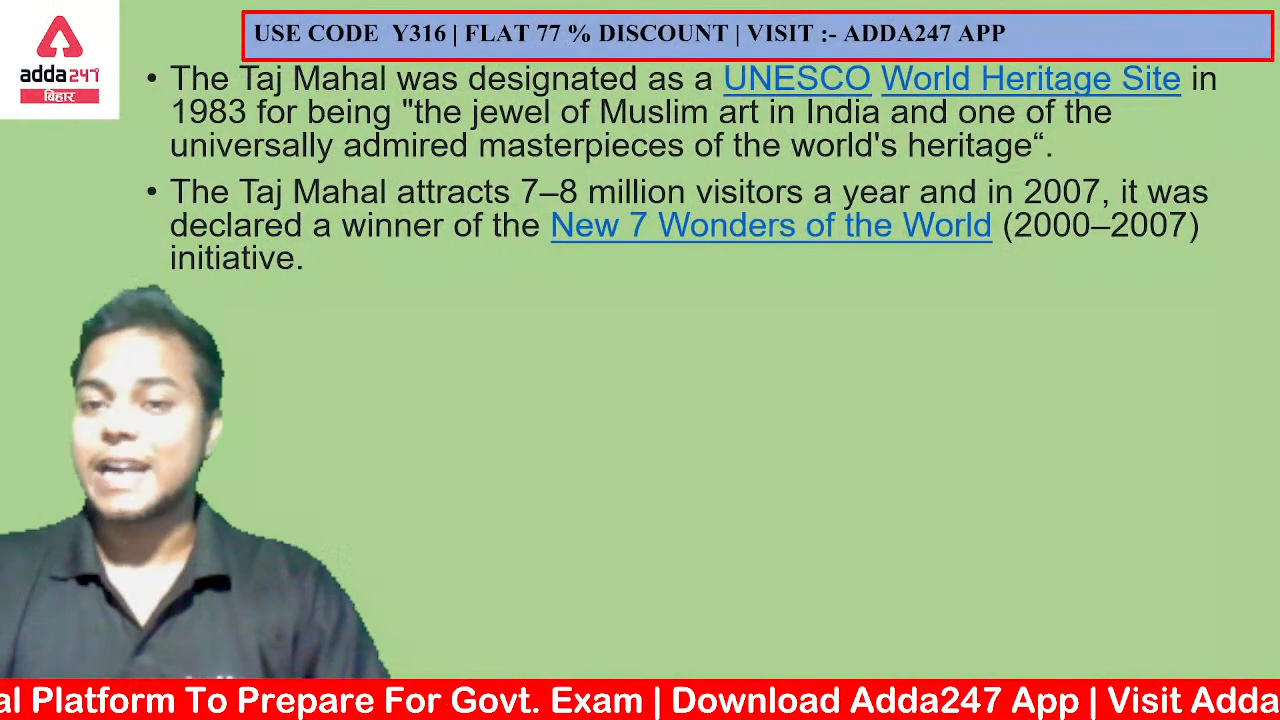 USE CODE Y316 | FLAT 77 % DISCOUNT | VISIT :- ADDA247 APP
adda247
बिहार
• The Taj Mahal was designated as a UNESCO World Heritage Site in
1983 for being "the jewel of Muslim art in India and one of the
universally admired masterpieces of the world's heritage“.
• The Taj Mahal attracts 7–8 million visitors a year and in 2007, it was
declared a winner of the New 7 Wonders of the World (2000–2007)
initiative.
al Platform To Prepare For Govt. Exam | Download Adda247 App | Visit Adda